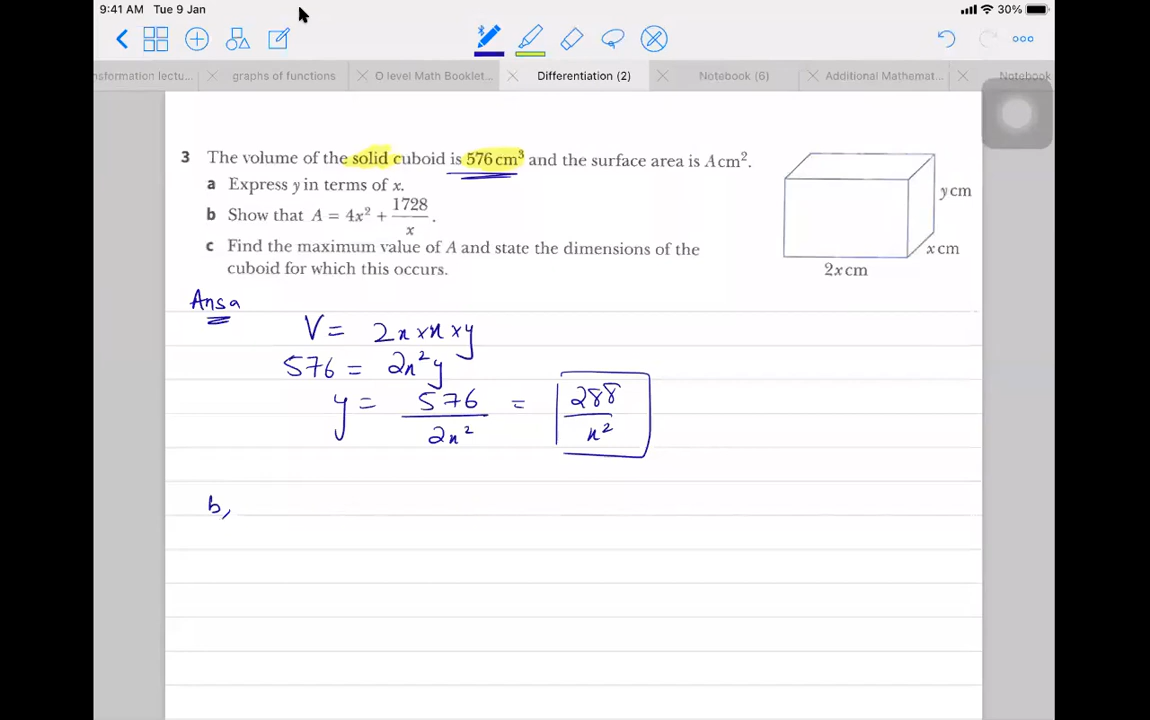 9:41 AM Tue 9 Jan
30%
nsformation lectu...
graphs of functions
O level Math Booklet...
Differentiation (2)
Notebook (6)
Additional Mathemat...
Notebook
3 The volume of the solid cuboid is 576 cm³ and the surface area is A cm².
a Express y in terms of x.
b Show that A = 4x² + 1728/x.
c Find the maximum value of A and state the dimensions of the
cuboid for which this occurs.
y cm
x cm
2x cm
Ans a
V = 2x × x × y
576 = 2x²y
y = 576/2x² = 288/x²
b,